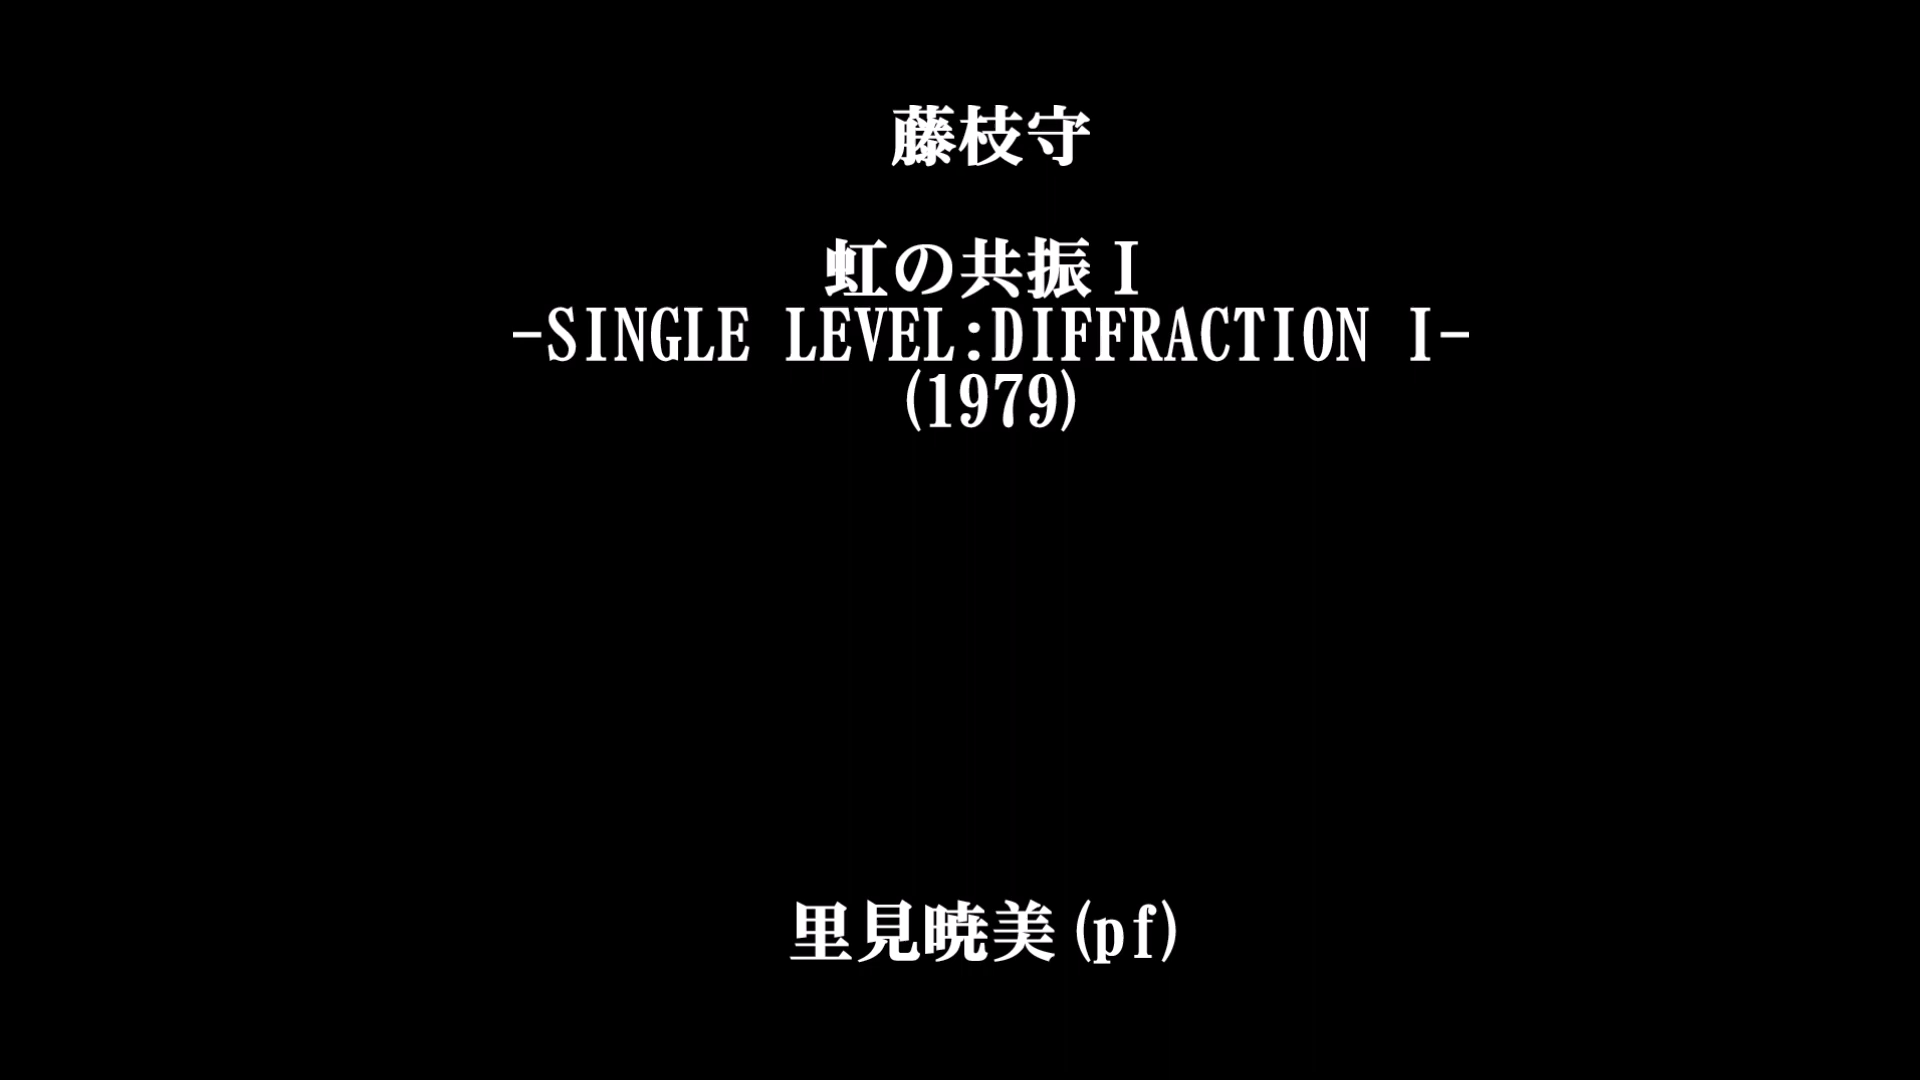 藤枝守
虹の共振Ⅰ
-SINGLE LEVEL:DIFFRACTION I-
(1979)
里見暁美(pf)